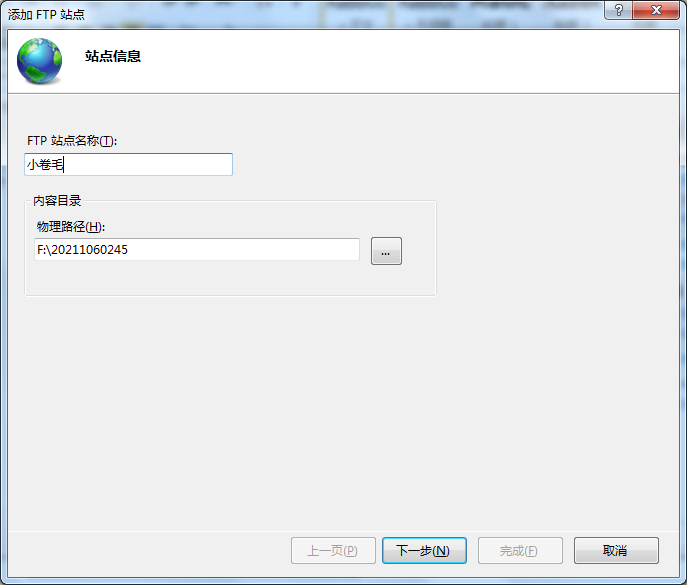 添加 FTP 站点
站点信息
FTP 站点名称(T):
小卷毛
内容目录
物理路径(H):
F:\20211060245
...
上一页(P)
下一步(N)
完成(F)
取消